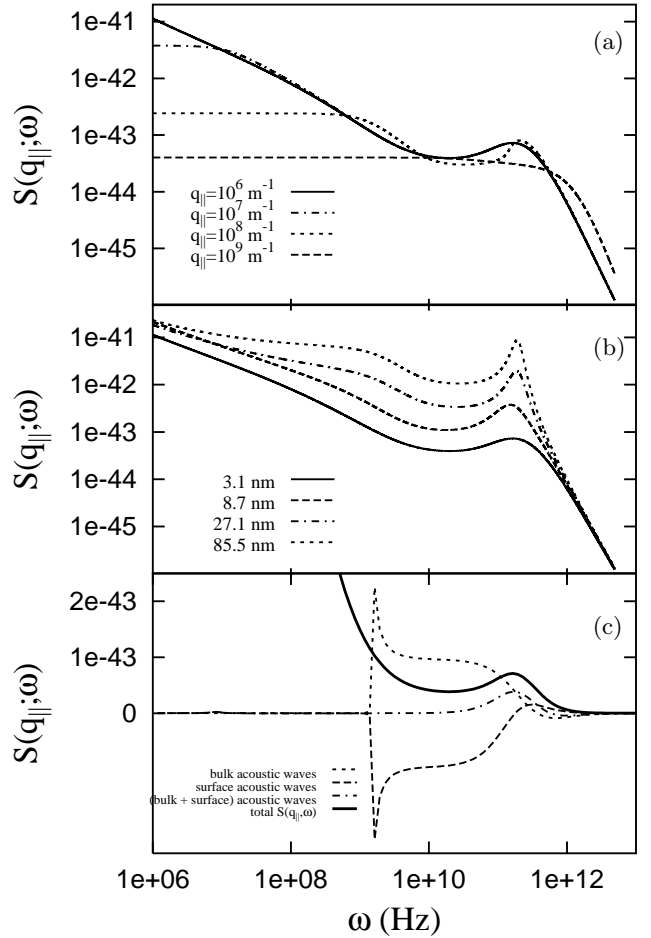 1e-41
1e-42
1e-43
1e-44
1e-45
S(q||;ω)
(a)
q||=10^6 m^-1
q||=10^7 m^-1
q||=10^8 m^-1
q||=10^9 m^-1
1e-41
1e-42
1e-43
1e-44
1e-45
S(q||;ω)
(b)
3.1 nm
8.7 nm
27.1 nm
85.5 nm
2e-43
1e-43
0
S(q||;ω)
(c)
bulk acoustic waves
surface acoustic waves
(bulk + surface) acoustic waves
total S(q||,ω)
1e+06 1e+08 1e+10 1e+12
ω (Hz)